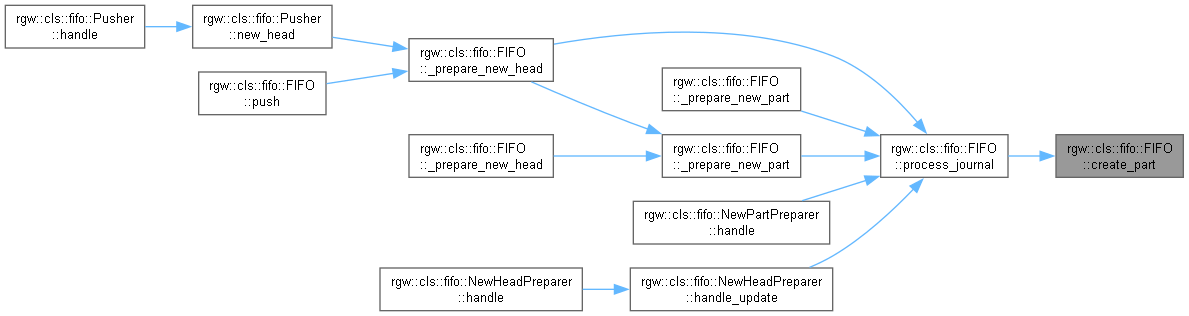 rgw::cls::fifo::Pusher
::handle
rgw::cls::fifo::Pusher
::new_head
rgw::cls::fifo::FIFO
::_prepare_new_head
rgw::cls::fifo::FIFO
::push
rgw::cls::fifo::FIFO
::_prepare_new_part
rgw::cls::fifo::FIFO
::_prepare_new_head
rgw::cls::fifo::FIFO
::_prepare_new_part
rgw::cls::fifo::FIFO
::process_journal
rgw::cls::fifo::FIFO
::create_part
rgw::cls::fifo::NewPartPreparer
::handle
rgw::cls::fifo::NewHeadPreparer
::handle
rgw::cls::fifo::NewHeadPreparer
::handle_update